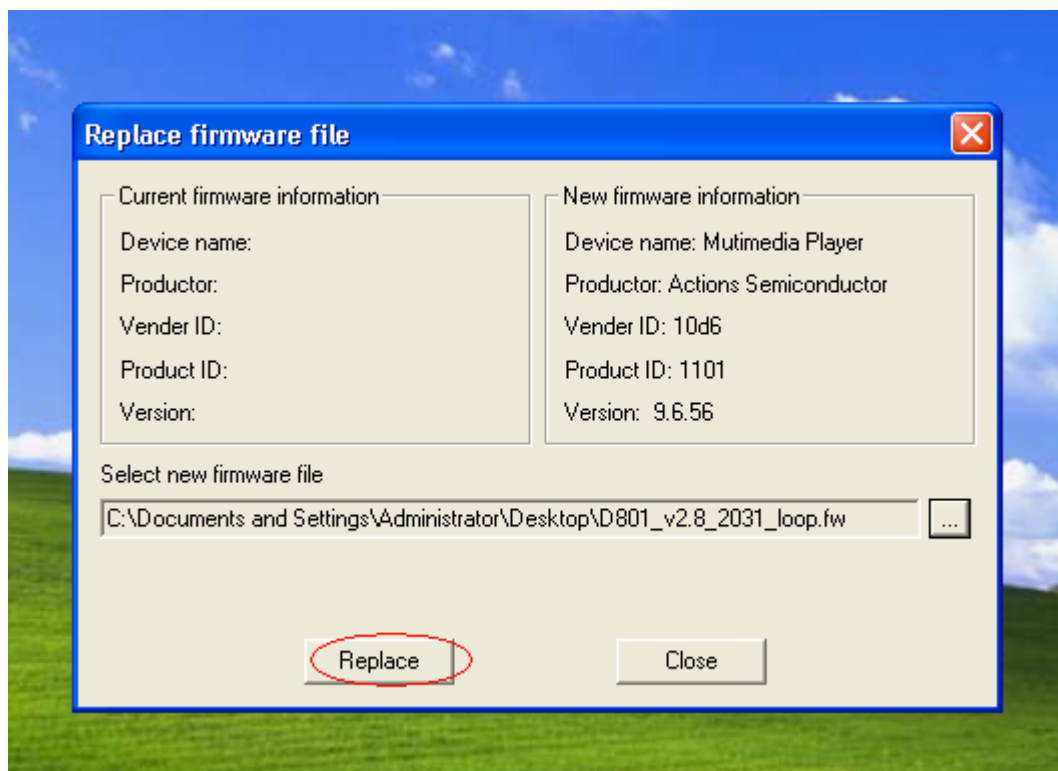 Replace firmware file
Current firmware information
Device name:
Productor:
Vender ID:
Product ID:
Version:
New firmware information
Device name: Mutimedia Player
Productor: Actions Semiconductor
Vender ID: 10d6
Product ID: 1101
Version: 9.6.56
Select new firmware file
C:\Documents and Settings\Administrator\Desktop\D801_v2.8_2031_loop.fw
...
Replace
Close